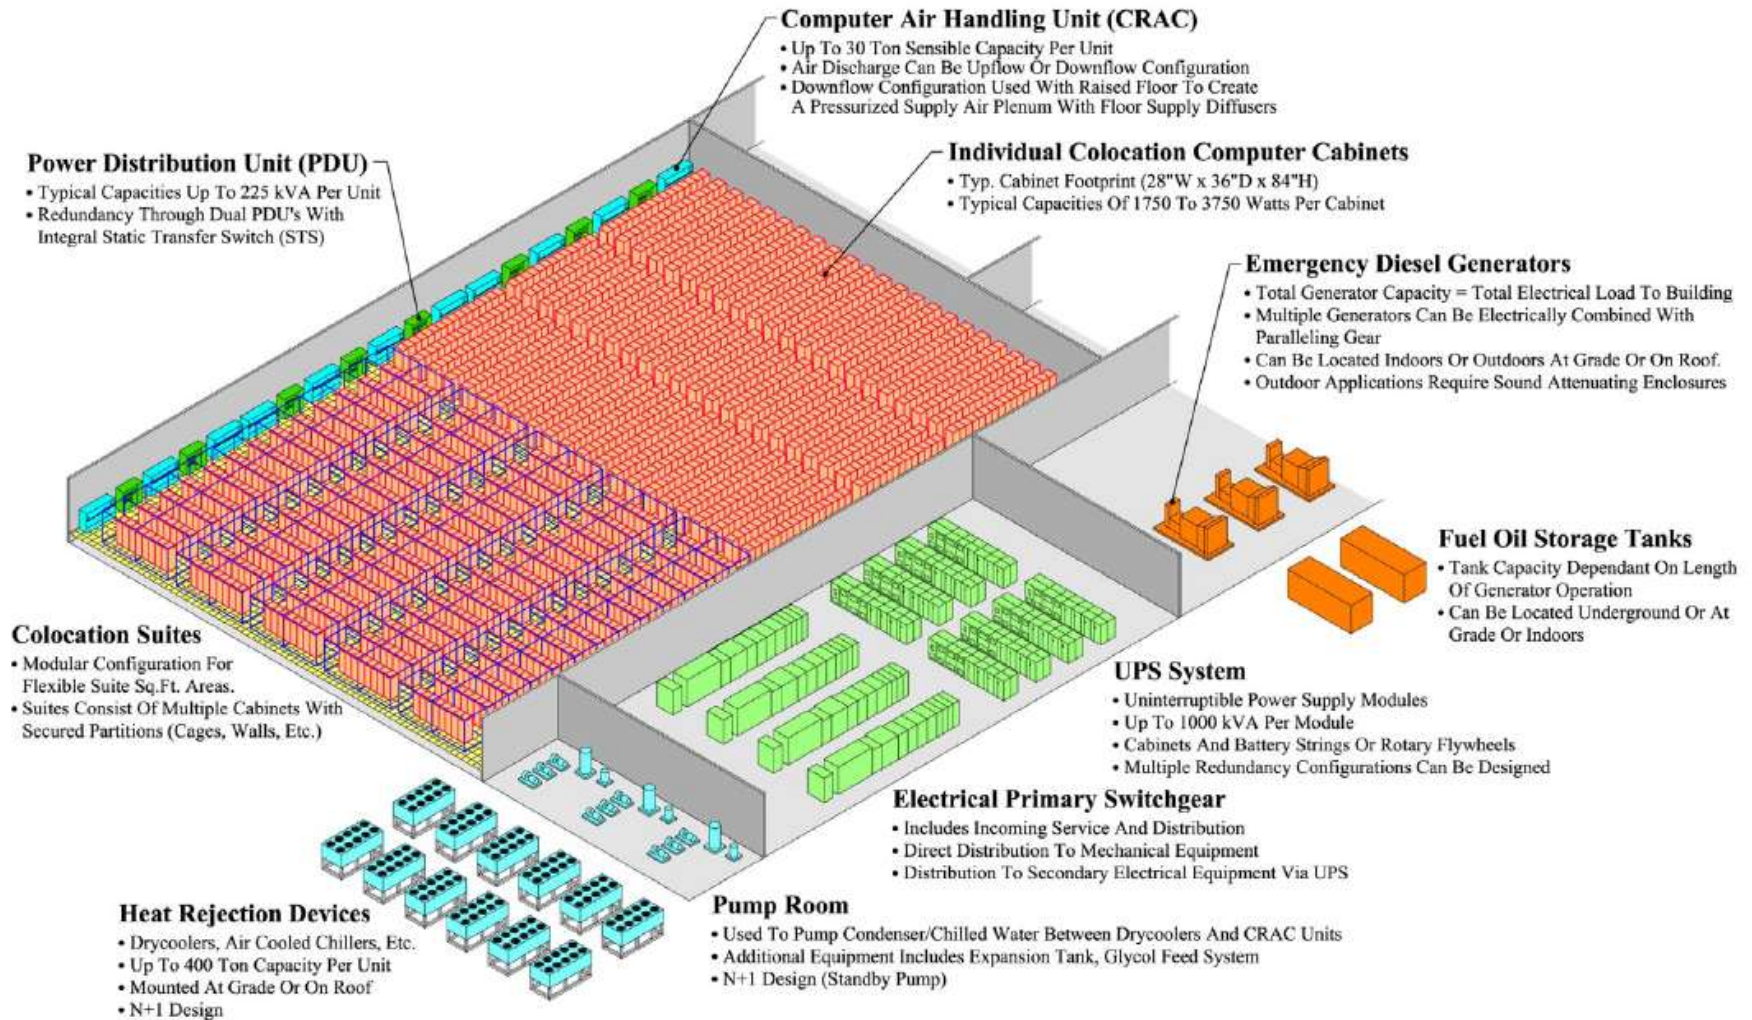 Computer Air Handling Unit (CRAC)
• Up To 30 Ton Sensible Capacity Per Unit
• Air Discharge Can Be Upflow Or Downflow Configuration
• Downflow Configuration Used With Raised Floor To Create
A Pressurized Supply Air Plenum With Floor Supply Diffusers
Power Distribution Unit (PDU)
• Typical Capacities Up To 225 kVA Per Unit
• Redundancy Through Dual PDU's With
Integral Static Transfer Switch (STS)
Individual Colocation Computer Cabinets
• Typ. Cabinet Footprint (28"W x 36"D x 84"H)
• Typical Capacities Of 1750 To 3750 Watts Per Cabinet
Emergency Diesel Generators
• Total Generator Capacity = Total Electrical Load To Building
• Multiple Generators Can Be Electrically Combined With
Paralleling Gear
• Can Be Located Indoors Or Outdoors At Grade Or On Roof.
• Outdoor Applications Require Sound Attenuating Enclosures
Fuel Oil Storage Tanks
• Tank Capacity Dependant On Length
Of Generator Operation
• Can Be Located Underground Or At
Grade Or Indoors
Colocation Suites
• Modular Configuration For
Flexible Suite Sq.Ft. Areas.
• Suites Consist Of Multiple Cabinets With
Secured Partitions (Cages, Walls, Etc.)
UPS System
• Uninterruptible Power Supply Modules
• Up To 1000 kVA Per Module
• Cabinets And Battery Strings Or Rotary Flywheels
• Multiple Redundancy Configurations Can Be Designed
Electrical Primary Switchgear
• Includes Incoming Service And Distribution
• Direct Distribution To Mechanical Equipment
• Distribution To Secondary Electrical Equipment Via UPS
Pump Room
• Used To Pump Condenser/Chilled Water Between Drycoolers And CRAC Units
• Additional Equipment Includes Expansion Tank, Glycol Feed System
• N+1 Design (Standby Pump)
Heat Rejection Devices
• Drycoolers, Air Cooled Chillers, Etc.
• Up To 400 Ton Capacity Per Unit
• Mounted At Grade Or On Roof
• N+1 Design